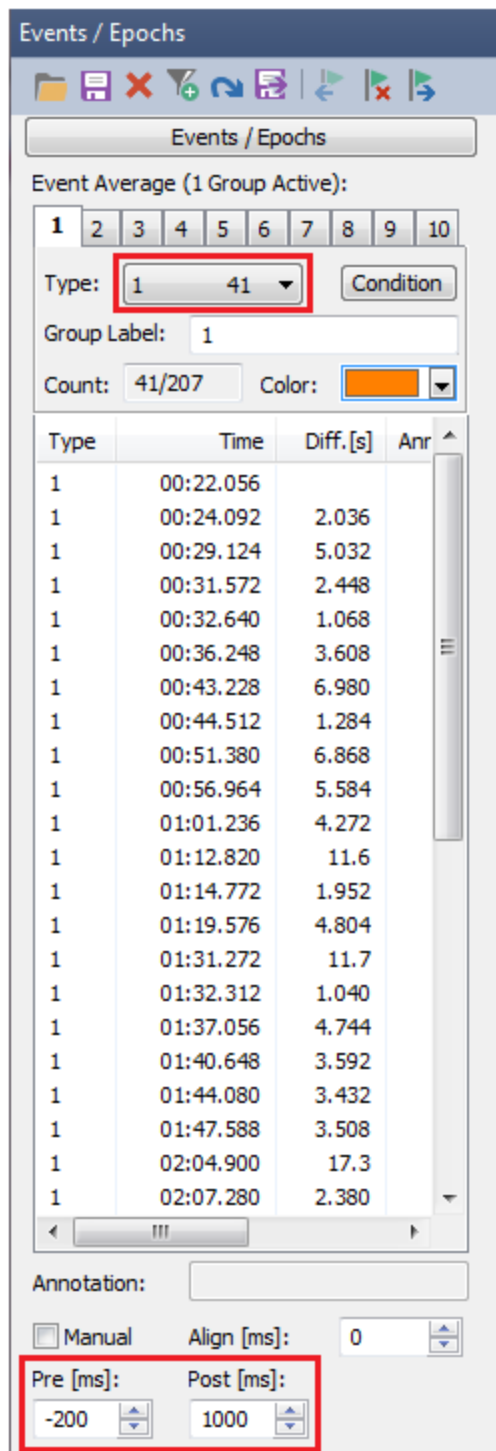 Events / Epochs
Events / Epochs
Event Average (1 Group Active):
1 2 3 4 5 6 7 8 9 10
Type: 1 41 Condition
Group Label: 1
Count: 41/207 Color:
Type Time Diff.[s] Anr
1 00:22.056
1 00:24.092 2.036
1 00:29.124 5.032
1 00:31.572 2.448
1 00:32.640 1.068
1 00:36.248 3.608
1 00:43.228 6.980
1 00:44.512 1.284
1 00:51.380 6.868
1 00:56.964 5.584
1 01:01.236 4.272
1 01:12.820 11.6
1 01:14.772 1.952
1 01:19.576 4.804
1 01:31.272 11.7
1 01:32.312 1.040
1 01:37.056 4.744
1 01:40.648 3.592
1 01:44.080 3.432
1 01:47.588 3.508
1 02:04.900 17.3
1 02:07.280 2.380
Annotation:
Manual Align [ms]: 0
Pre [ms]: Post [ms]:
-200 1000